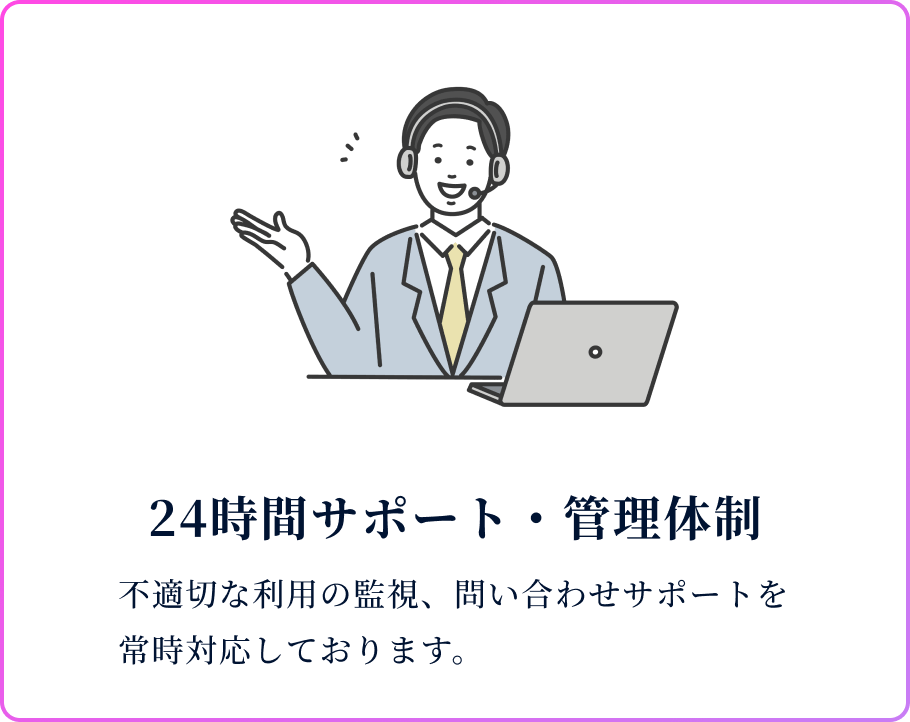 24時間サポート・管理体制
不適切な利用の監視、問い合わせサポートを
常時対応しております。